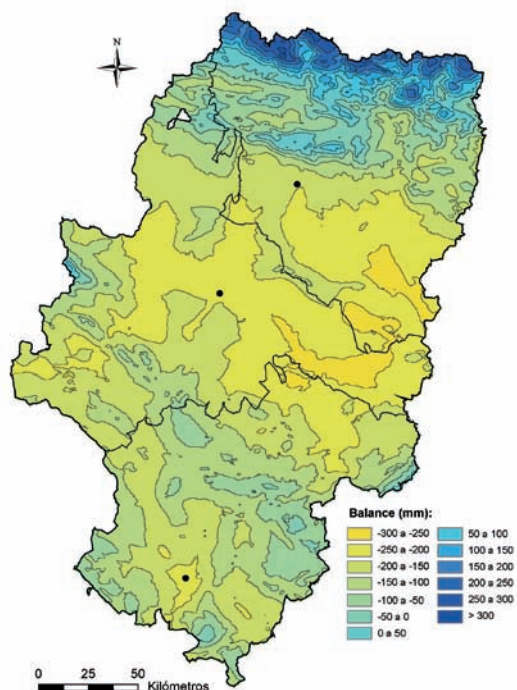 N
Balance (mm):
-300 a -250
-250 a -200
-200 a -150
-150 a -100
-100 a -50
-50 a 0
0 a 50
50 a 100
100 a 150
150 a 200
200 a 250
250 a 300
> 300
0 25 50
Kilómetros